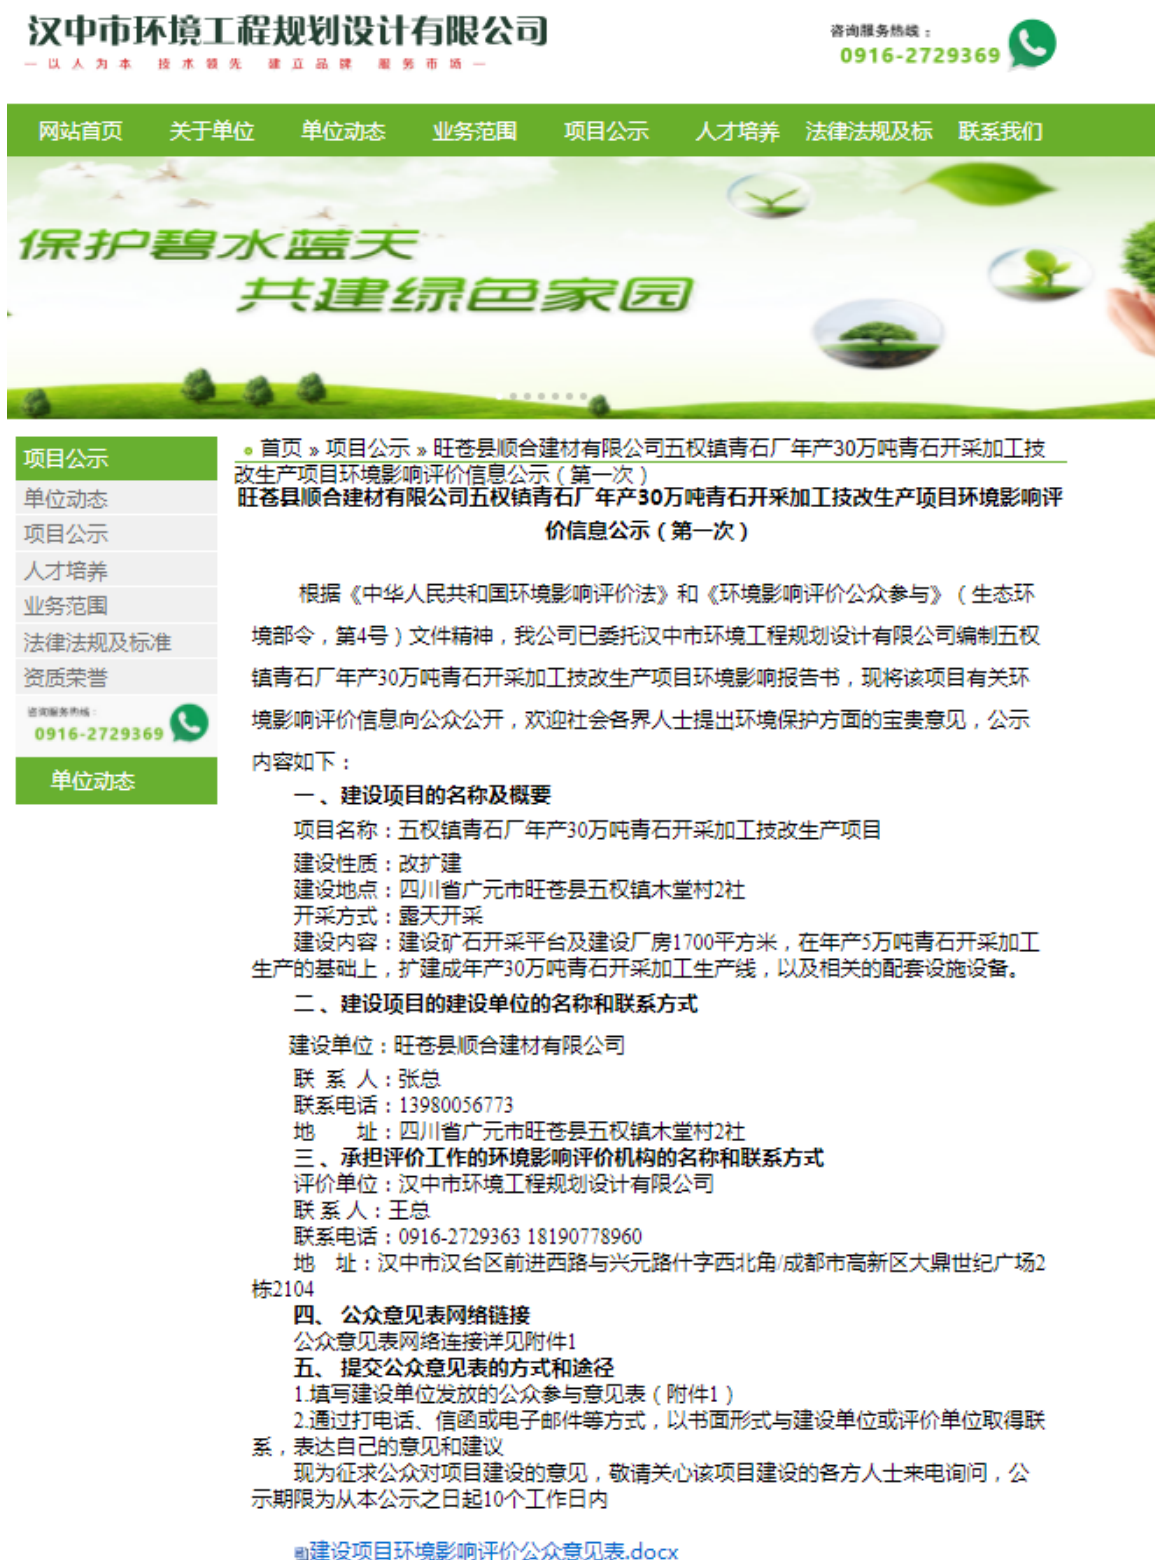 汉中市环境工程规划设计有限公司
一 以 人 为 本 技 术 领 先 建 立 品 牌 服 务 市 场 一
咨询服务热线：
0916-2729369
网站首页 关于单位 单位动态 业务范围 项目公示 人才培养 法律法规及标 联系我们
保护碧水蓝天
共建绿色家园
项目公示
单位动态
项目公示
人才培养
业务范围
法律法规及标准
资质荣誉
咨询服务热线：
0916-2729369
单位动态
首页 » 项目公示 » 旺苍县顺合建材有限公司五权镇青石厂年产30万吨青石开采加工技
改生产项目环境影响评价信息公示（第一次）
旺苍县顺合建材有限公司五权镇青石厂年产30万吨青石开采加工技改生产项目环境影响评
价信息公示（第一次）
根据《中华人民共和国环境影响评价法》和《环境影响评价公众参与》（生态环
境部令，第4号）文件精神，我公司已委托汉中市环境工程规划设计有限公司编制五权
镇青石厂年产30万吨青石开采加工技改生产项目环境影响报告书，现将该项目有关环
境影响评价信息向公众公开，欢迎社会各界人士提出环境保护方面的宝贵意见，公示
内容如下：
一 、建设项目的名称及概要
项目名称：五权镇青石厂年产30万吨青石开采加工技改生产项目
建设性质：改扩建
建设地点：四川省广元市旺苍县五权镇木堂村2社
开采方式：露天开采
建设内容：建设矿石开采平台及建设厂房1700平方米，在年产5万吨青石开采加工
生产的基础上，扩建成年产30万吨青石开采加工生产线，以及相关的配套设施设备。
二 、建设项目的建设单位的名称和联系方式
建设单位：旺苍县顺合建材有限公司
联 系 人：张总
联系电话：13980056773
地 址：四川省广元市旺苍县五权镇木堂村2社
三 、承担评价工作的环境影响评价机构的名称和联系方式
评价单位：汉中市环境工程规划设计有限公司
联 系 人：王总
联系电话：0916-2729363 18190778960
地 址：汉中市汉台区前进西路与兴元路什字西北角/成都市高新区大鼎世纪广场2
栋2104
四、 公众意见表网络链接
公众意见表网络连接详见附件1
五、 提交公众意见表的方式和途径
1.填写建设单位发放的公众参与意见表（附件1）
2.通过打电话、信函或电子邮件等方式，以书面形式与建设单位或评价单位取得联
系，表达自己的意见和建议
现为征求公众对项目建设的意见，敬请关心该项目建设的各方人士来电询问，公
示期限为从本公示之日起10个工作日内
建设项目环境影响评价公众意见表.docx